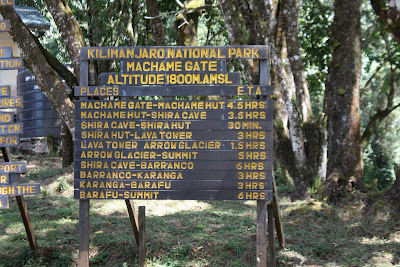 KILIMANJARO NATIONAL PARK
MACHAME GATE
ALTITUDE 1800M.AMSL
PLACES E.T.A
MACHAME GATE-MACHAME HUT 4.5 HRS
MACHAME HUT-SHIRA CAVE 3.5 HRS
SHIRA CAVE-SHIRA HUT 30 MIN.
SHIRA HUT-LAVA TOWER 3 HRS
LAVA TOWER ARROW GLACIER 1.5 HRS
ARROW GLACIER-SUMMIT 5 HRS
SHIRA CAVE-BARRANCO 6 HRS
BARRANCO-KARANGA 3 HRS
KARANGA-BARAFU 3 HRS
BARAFU-SUMMIT 6 HRS